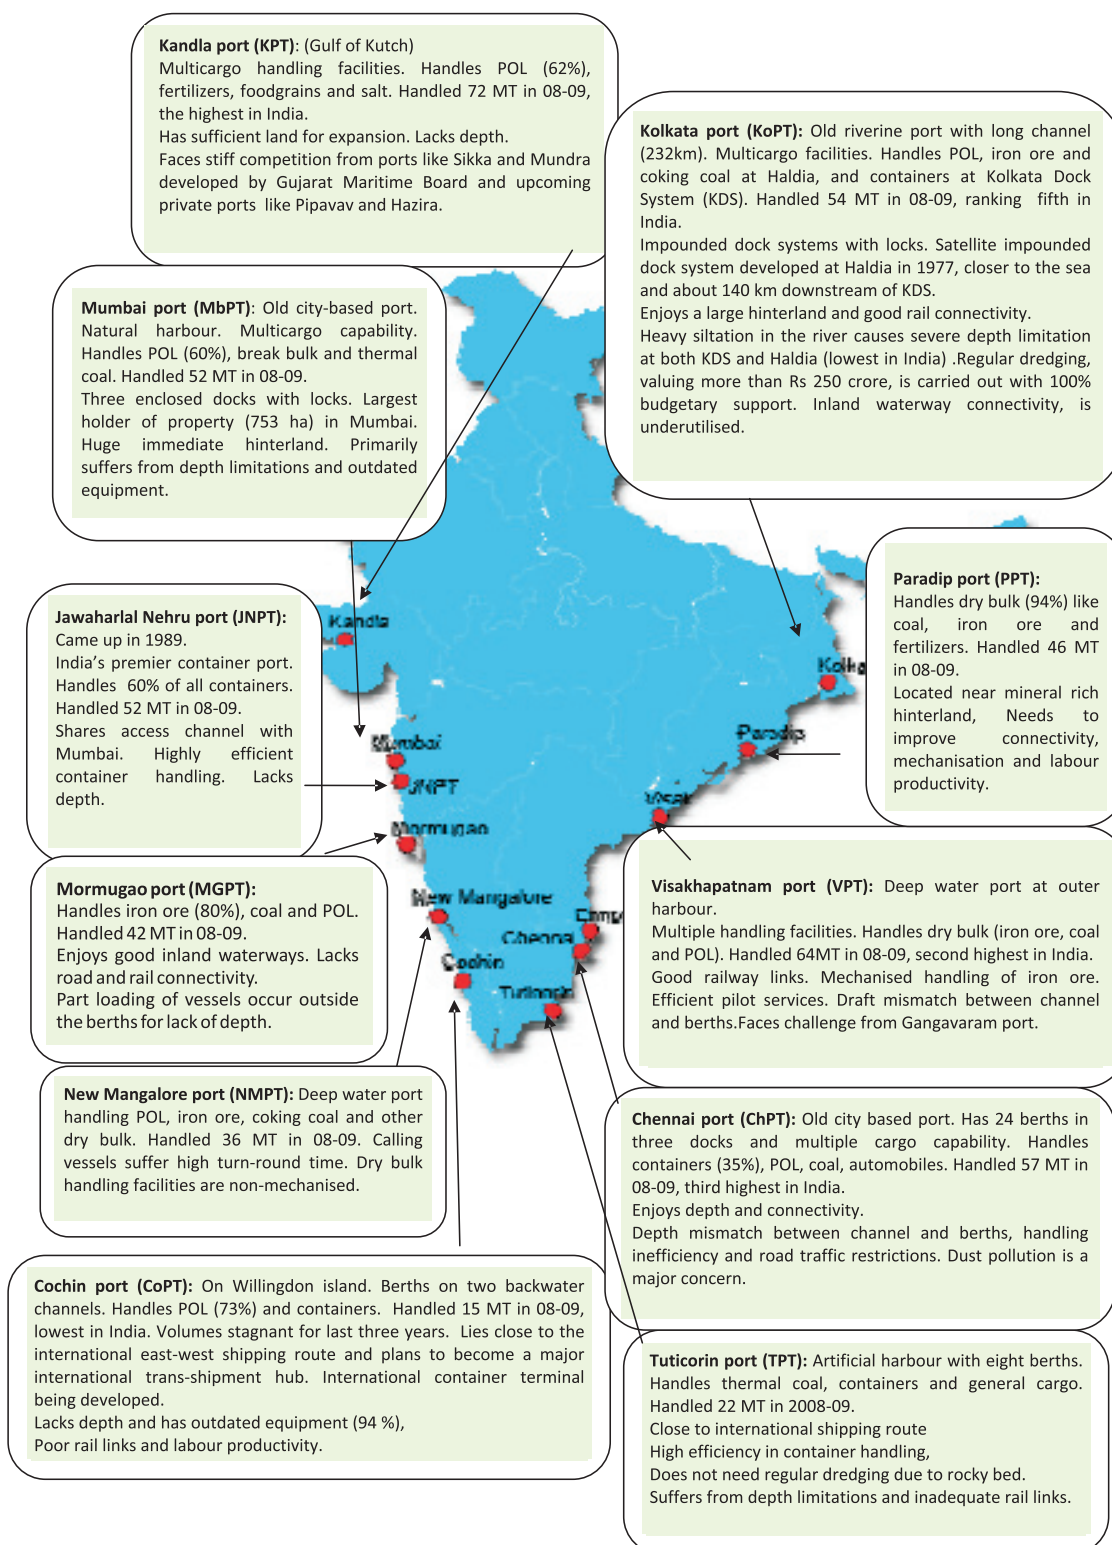 Kandla port (KPT): (Gulf of Kutch)
Multicargo handling facilities. Handles POL (62%),
fertilizers, foodgrains and salt. Handled 72 MT in 08-09,
the highest in India.
Has sufficient land for expansion. Lacks depth.
Faces stiff competition from ports like Sikka and Mundra
developed by Gujarat Maritime Board and upcoming
private ports like Pipavav and Hazira.
Kolkata port (KoPT): Old riverine port with long channel
(232km). Multicargo facilities. Handles POL, iron ore and
coking coal at Haldia, and containers at Kolkata Dock
System (KDS). Handled 54 MT in 08-09, ranking fifth in
India.
Impounded dock systems with locks. Satellite impounded
dock system developed at Haldia in 1977, closer to the sea
and about 140 km downstream of KDS.
Enjoys a large hinterland and good rail connectivity.
Heavy siltation in the river causes severe depth limitation
at both KDS and Haldia (lowest in India) .Regular dredging,
valuing more than Rs 250 crore, is carried out with 100%
budgetary support. Inland waterway connectivity, is
underutilised.
Mumbai port (MbPT): Old city-based port.
Natural harbour. Multicargo capability.
Handles POL (60%), break bulk and thermal
coal. Handled 52 MT in 08-09.
Three enclosed docks with locks. Largest
holder of property (753 ha) in Mumbai.
Huge immediate hinterland. Primarily
suffers from depth limitations and outdated
equipment.
Paradip port (PPT):
Handles dry bulk (94%) like
coal, iron ore and
fertilizers. Handled 46 MT
in 08-09.
Located near mineral rich
hinterland, Needs to
improve connectivity,
mechanisation and labour
productivity.
Jawaharlal Nehru port (JNPT):
Came up in 1989.
India's premier container port.
Handles 60% of all containers.
Handled 52 MT in 08-09.
Shares access channel with
Mumbai. Highly efficient
container handling. Lacks
depth.
Kandla
Kolka
Paradip
Mumbai
JNPT
Visak
Mormugao
New Mangalore
Chennai
Cochin
Mormugao port (MGPT):
Handles iron ore (80%), coal and POL.
Handled 42 MT in 08-09.
Enjoys good inland waterways. Lacks
road and rail connectivity.
Part loading of vessels occur outside
the berths for lack of depth.
Visakhapatnam port (VPT): Deep water port at outer
harbour.
Multiple handling facilities. Handles dry bulk (iron ore, coal
and POL). Handled 64MT in 08-09, second highest in India.
Good railway links. Mechanised handling of iron ore.
Efficient pilot services. Draft mismatch between channel
and berths.Faces challenge from Gangavaram port.
New Mangalore port (NMPT): Deep water port
handling POL, iron ore, coking coal and other
dry bulk. Handled 36 MT in 08-09. Calling
vessels suffer high turn-round time. Dry bulk
handling facilities are non-mechanised.
Chennai port (ChPT): Old city based port. Has 24 berths in
three docks and multiple cargo capability. Handles
containers (35%), POL, coal, automobiles. Handled 57 MT in
08-09, third highest in India.
Enjoys depth and connectivity.
Depth mismatch between channel and berths, handling
inefficiency and road traffic restrictions. Dust pollution is a
major concern.
Cochin port (CoPT): On Willingdon island. Berths on two backwater
channels. Handles POL (73%) and containers. Handled 15 MT in 08-09,
lowest in India. Volumes stagnant for last three years. Lies close to the
international east-west shipping route and plans to become a major
international trans-shipment hub. International container terminal
being developed.
Lacks depth and has outdated equipment (94 %),
Poor rail links and labour productivity.
Tuticorin port (TPT): Artificial harbour with eight berths.
Handles thermal coal, containers and general cargo.
Handled 22 MT in 2008-09.
Close to international shipping route
High efficiency in container handling,
Does not need regular dredging due to rocky bed.
Suffers from depth limitations and inadequate rail links.